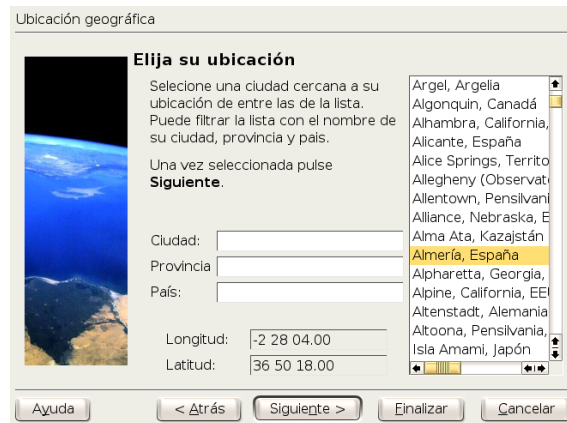 Ubicación geográfica
Elija su ubicación
Selecione una ciudad cercana a su
ubicación de entre las de la lista.
Puede filtrar la lista con el nombre de
su ciudad, provincia y pais.
Una vez seleccionada pulse
Siguiente.
Ciudad:
Provincia
País:
Longitud: -2 28 04.00
Latitud: 36 50 18.00
Argel, Argelia
Algonquin, Canadá
Alhambra, California,
Alicante, España
Alice Springs, Territo
Allegheny (Observat
Allentown, Pensilvani
Alliance, Nebraska, E
Alma Ata, Kazajstán
Almería, España
Alpharetta, Georgia,
Alpine, California, EE
Altenstadt, Alemania
Altoona, Pensilvania,
Isla Amami, Japón
Ayuda
< Atrás
Siguiente >
Finalizar
Cancelar